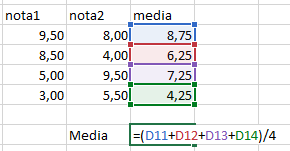 nota1 nota2 media
9,50 8,00 8,75
8,50 4,00 6,25
5,00 9,50 7,25
3,00 5,50 4,25
Media =(D11+D12+D13+D14)/4